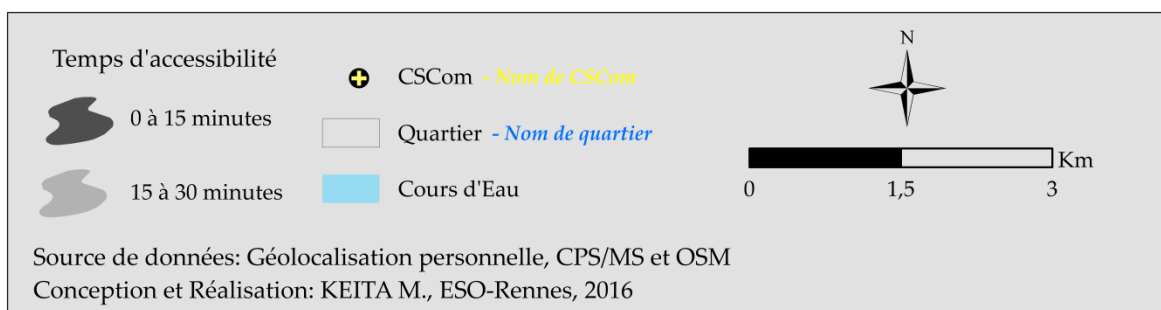 Temps d'accessibilité
0 à 15 minutes
15 à 30 minutes
CSCom - Nom de CSCom
Quartier - Nom de quartier
Cours d'Eau
N
Km
0 1,5 3
Source de données: Géolocalisation personnelle, CPS/MS et OSM
Conception et Réalisation: KEITA M., ESO-Rennes, 2016